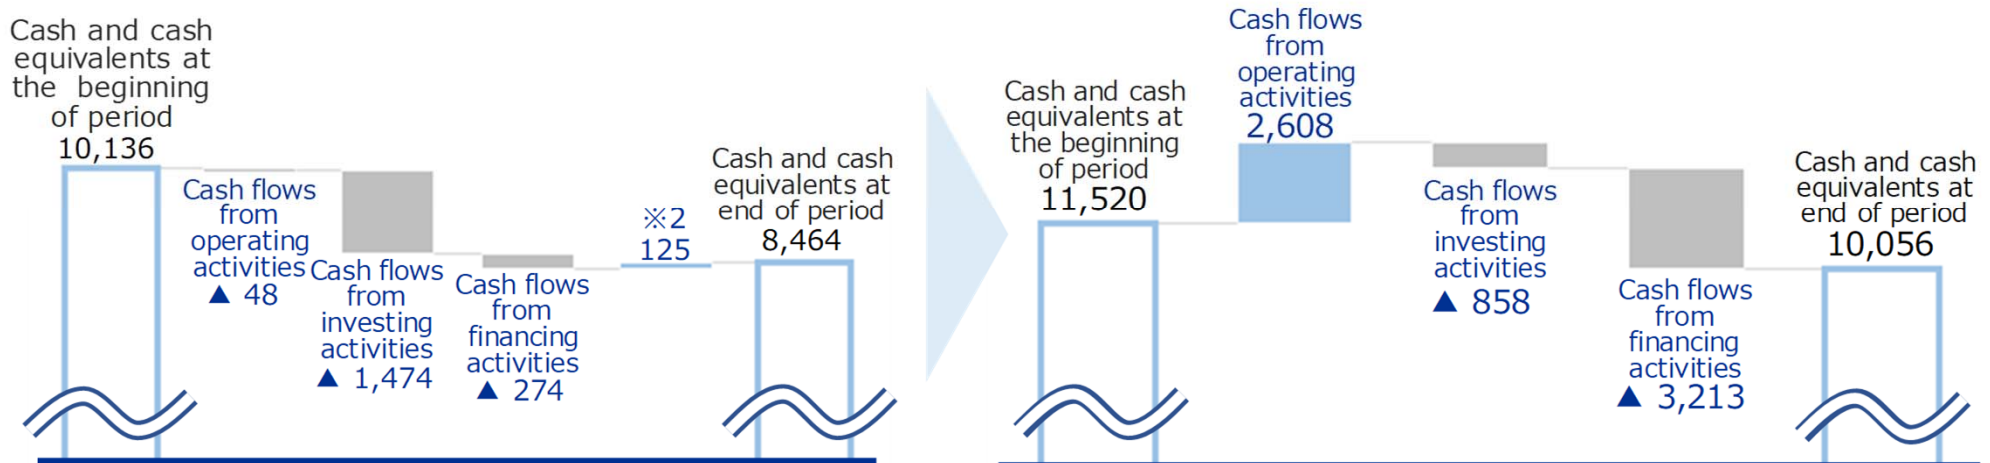 Cash and cash
equivalents at
the beginning
of period
10,136
Cash flows
from
operating
activities
▲ 48
Cash flows
from
investing
activities
▲ 1,474
Cash flows
from
financing
activities
▲ 274
※2
125
Cash and cash
equivalents at
end of period
8,464
Cash and cash
equivalents at
the beginning
of period
11,520
Cash flows
from
operating
activities
2,608
Cash flows
from
investing
activities
▲ 858
Cash flows
from
financing
activities
▲ 3,213
Cash and cash
equivalents at
end of period
10,056